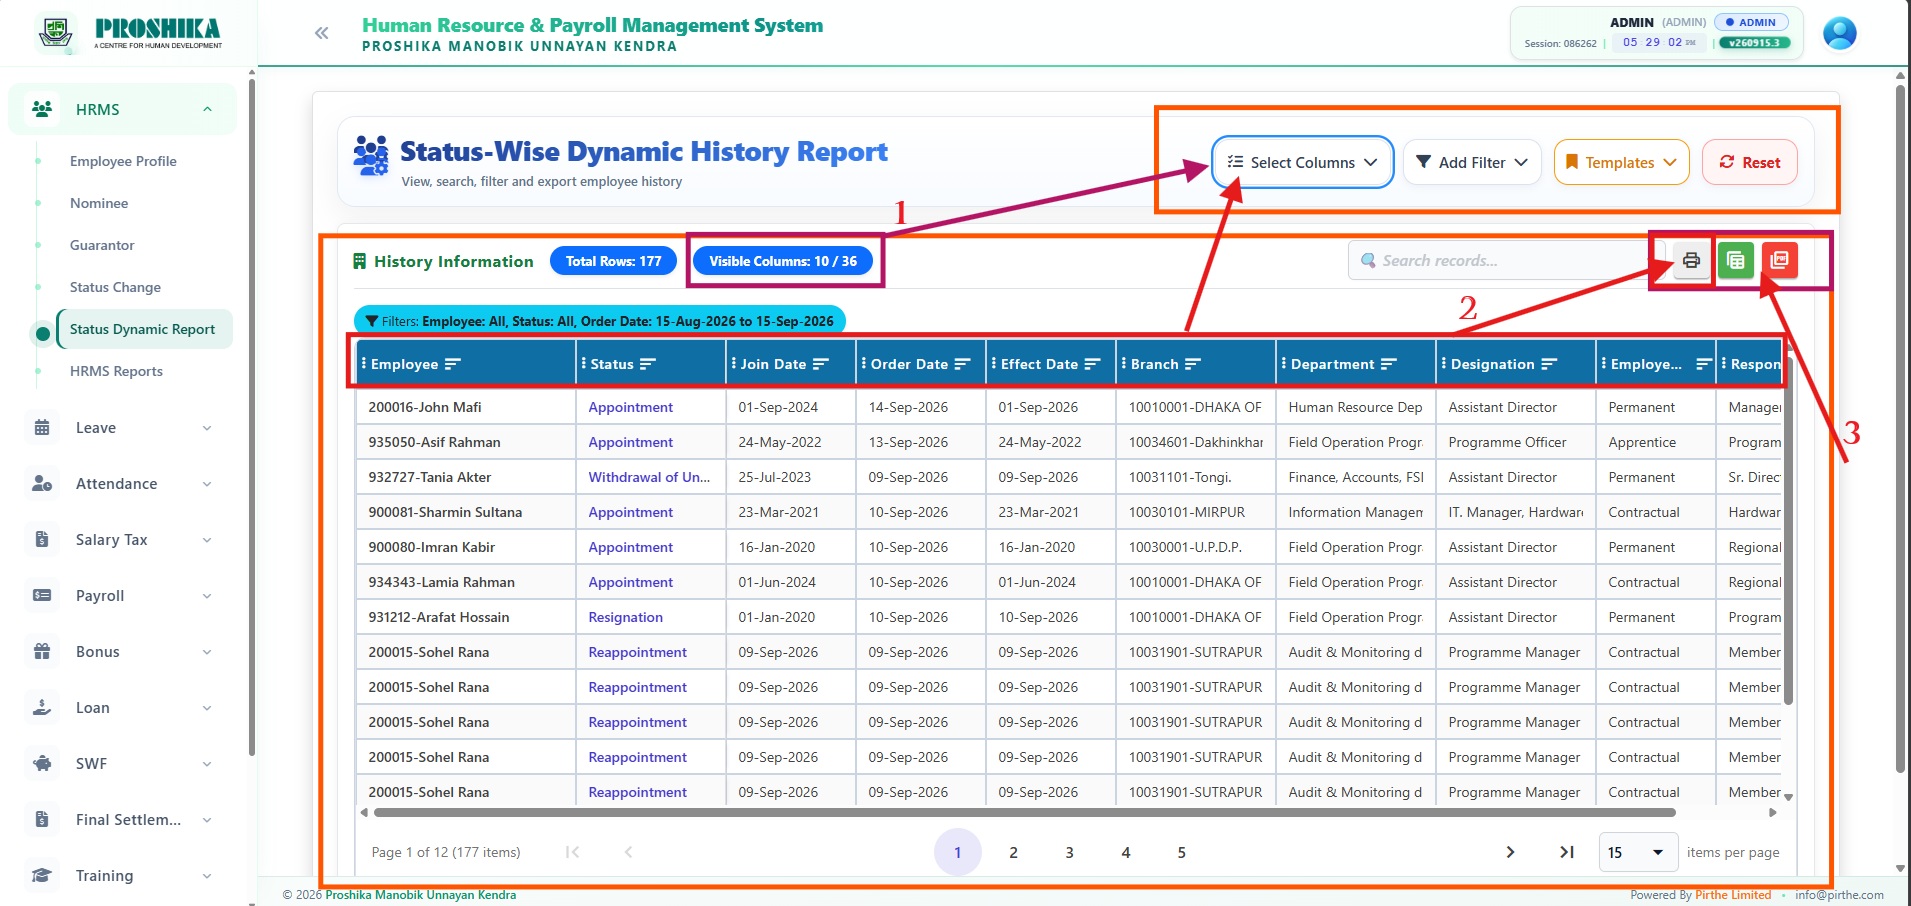 PROSHIKA
A CENTRE FOR HUMAN DEVELOPMENT
Human Resource & Payroll Management System
PROSHIKA MANOBIK UNNAYAN KENDRA
ADMIN (ADMIN) ADMIN
Session: 086262 | 05:29:02 PM | v260915.3
HRMS
Employee Profile
Nominee
Guarantor
Status Change
Status Dynamic Report
HRMS Reports
Leave
Attendance
Salary Tax
Payroll
Bonus
Loan
SWF
Final Settlem...
Training
Status-Wise Dynamic History Report
View, search, filter and export employee history
Select Columns
Add Filter
Templates
Reset
1
History Information
Total Rows: 177
Visible Columns: 10 / 36
Search records...
2
3
Filters: Employee: All, Status: All, Order Date: 15-Aug-2026 to 15-Sep-2026
Employee Status Join Date Order Date Effect Date Branch Department Designation Employe... Respon
200016-John Mafi Appointment 01-Sep-2024 14-Sep-2026 01-Sep-2026 10010001-DHAKA OF Human Resource Dep Assistant Director Permanent Manager
935050-Asif Rahman Appointment 24-May-2022 13-Sep-2026 24-May-2022 10034601-Dakhinkhar Field Operation Progr Programme Officer Apprentice Program
932727-Tania Akter Withdrawal of Un... 25-Jul-2023 09-Sep-2026 09-Sep-2026 10031101-Tongi. Finance, Accounts, FSI Assistant Director Permanent Sr. Direc
900081-Sharmin Sultana Appointment 23-Mar-2021 10-Sep-2026 23-Mar-2021 10030101-MIRPUR Information Managem IT. Manager, Hardware Contractual Hardwar
900080-Imran Kabir Appointment 16-Jan-2020 10-Sep-2026 16-Jan-2020 10030001-U.P.D.P. Field Operation Progr Assistant Director Permanent Regional
934343-Lamia Rahman Appointment 01-Jun-2024 10-Sep-2026 01-Jun-2024 10010001-DHAKA OF Field Operation Progr Assistant Director Contractual Regional
931212-Arafat Hossain Resignation 01-Jan-2020 10-Sep-2026 10-Sep-2026 10010001-DHAKA OF Field Operation Progr Assistant Director Permanent Program
200015-Sohel Rana Reappointment 09-Sep-2026 09-Sep-2026 09-Sep-2026 10031901-SUTRAPUR Audit & Monitoring d Programme Manager Contractual Member
200015-Sohel Rana Reappointment 09-Sep-2026 09-Sep-2026 09-Sep-2026 10031901-SUTRAPUR Audit & Monitoring d Programme Manager Contractual Member
200015-Sohel Rana Reappointment 09-Sep-2026 09-Sep-2026 09-Sep-2026 10031901-SUTRAPUR Audit & Monitoring d Programme Manager Contractual Member
200015-Sohel Rana Reappointment 09-Sep-2026 09-Sep-2026 09-Sep-2026 10031901-SUTRAPUR Audit & Monitoring d Programme Manager Contractual Member
200015-Sohel Rana Reappointment 09-Sep-2026 09-Sep-2026 09-Sep-2026 10031901-SUTRAPUR Audit & Monitoring d Programme Manager Contractual Member
Page 1 of 12 (177 items) 1 2 3 4 5 15 items per page
© 2026 Proshika Manobik Unnayan Kendra
Powered By Pirthe Limited • info@pirthe.com